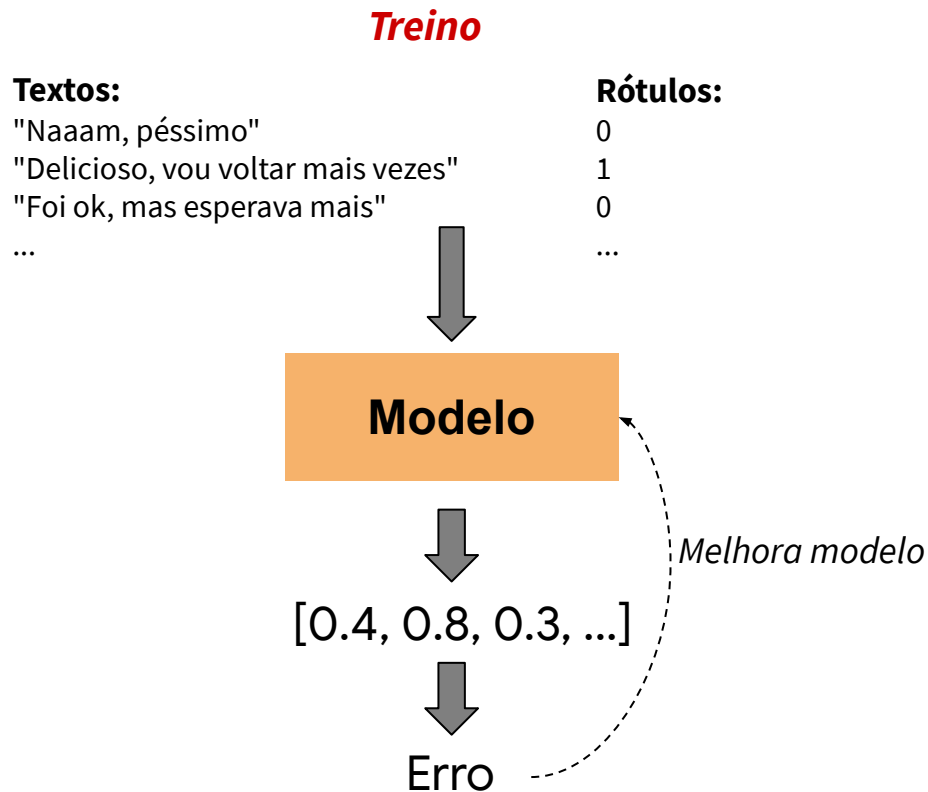 Treino
Textos:
Rótulos:
"Naaam, péssimo"
0
"Delicioso, vou voltar mais vezes"
1
"Foi ok, mas esperava mais"
0
...
...
Modelo
Melhora modelo
[0.4, 0.8, 0.3, ...]
Erro